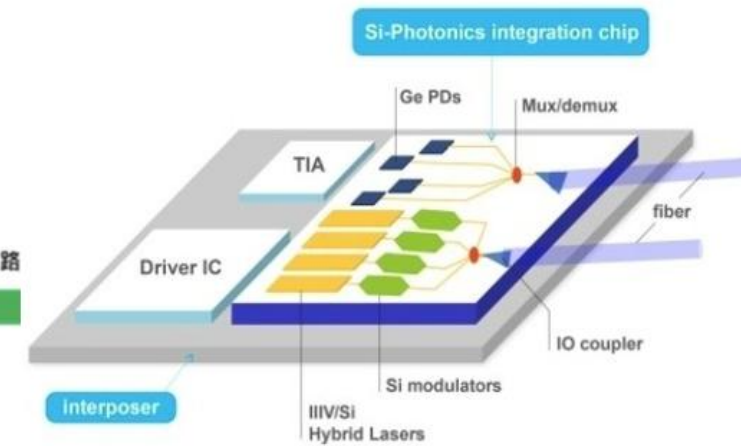 Si-Photonics integration chip
Ge PDs
Mux/demux
TIA
fiber
路
Driver IC
IO coupler
Si modulators
interposer
IIIV/Si
Hybrid Lasers